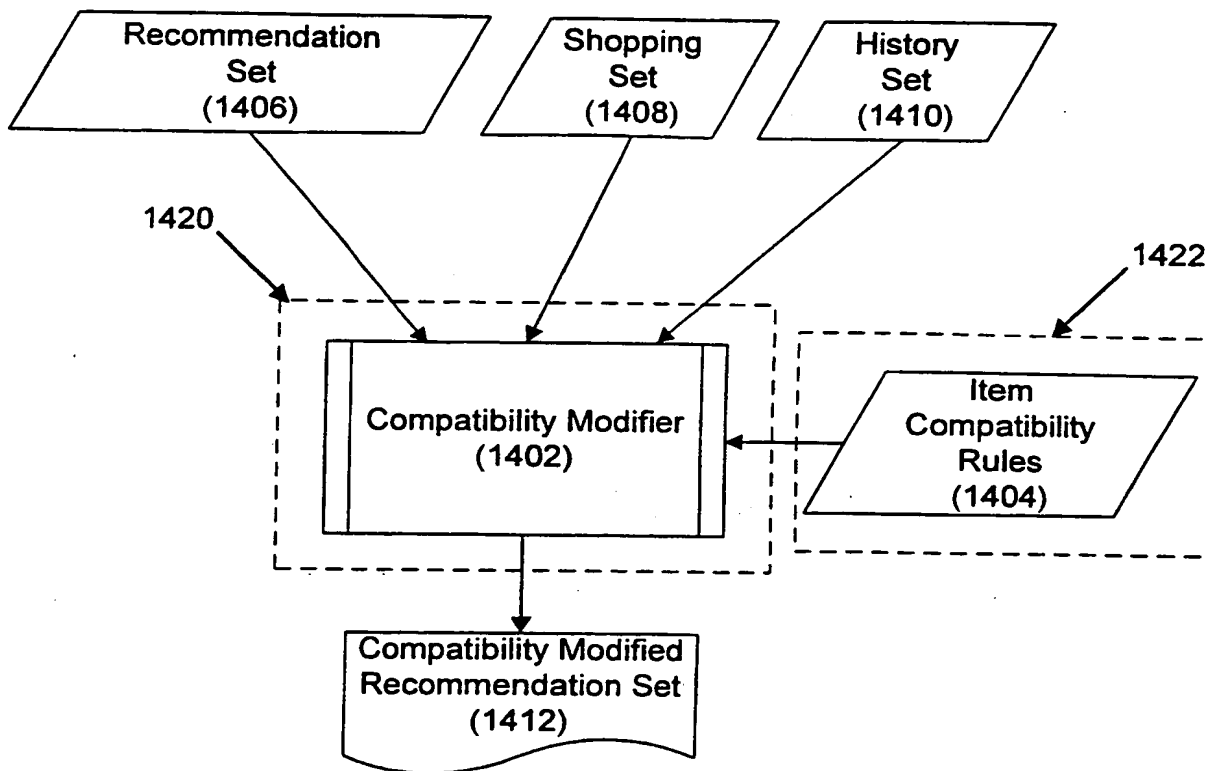 Recommendation
Set
(1406)
Shopping
Set
(1408)
History
Set
(1410)
1420
1422
Compatibility Modifier
(1402)
Item
Compatibility
Rules
(1404)
Compatibility Modified
Recommendation Set
(1412)